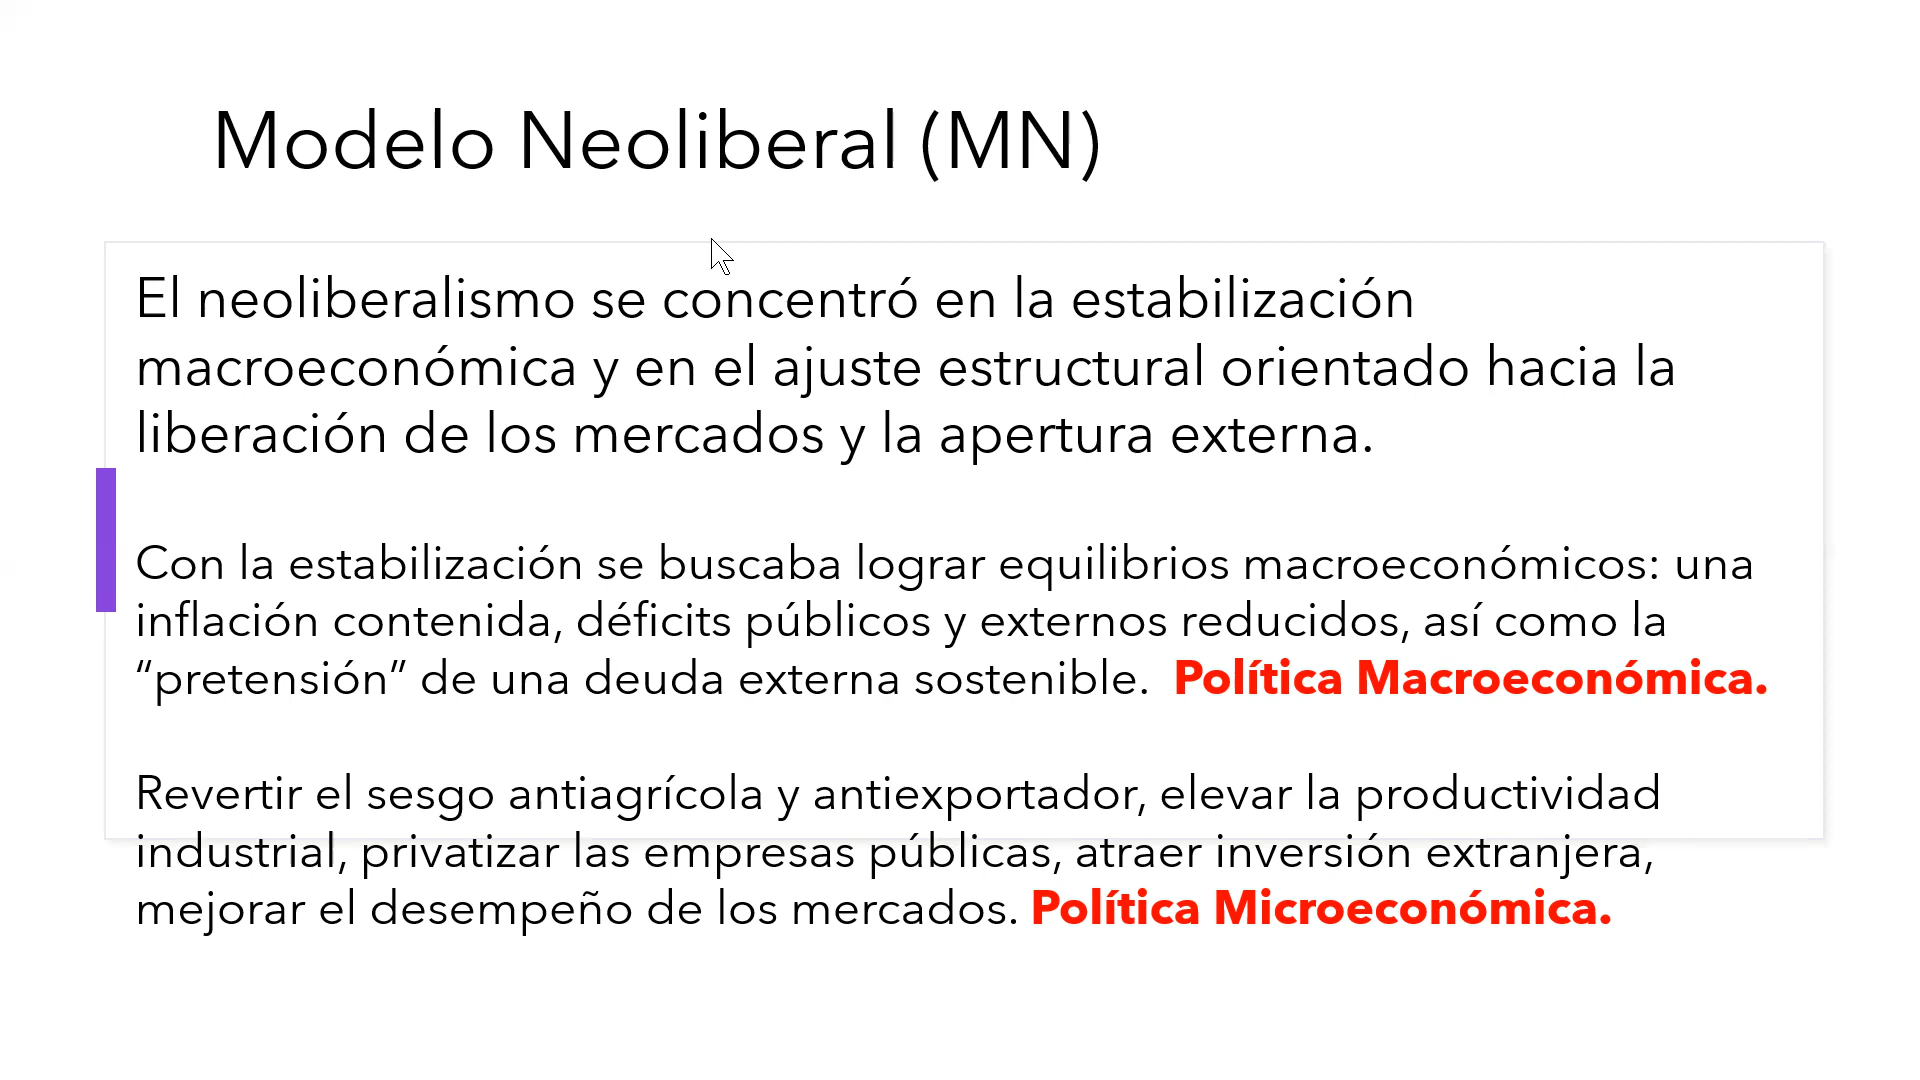 Modelo Neoliberal (MN)
El neoliberalismo se concentró en la estabilización
macroeconómica y en el ajuste estructural orientado hacia la
liberación de los mercados y la apertura externa.
Con la estabilización se buscaba lograr equilibrios macroeconómicos: una
inflación contenida, déficits públicos y externos reducidos, así como la
“pretensión” de una deuda externa sostenible. Política Macroeconómica.
Revertir el sesgo antiagrícola y antiexportador, elevar la productividad
industrial, privatizar las empresas públicas, atraer inversión extranjera,
mejorar el desempeño de los mercados. Política Microeconómica.